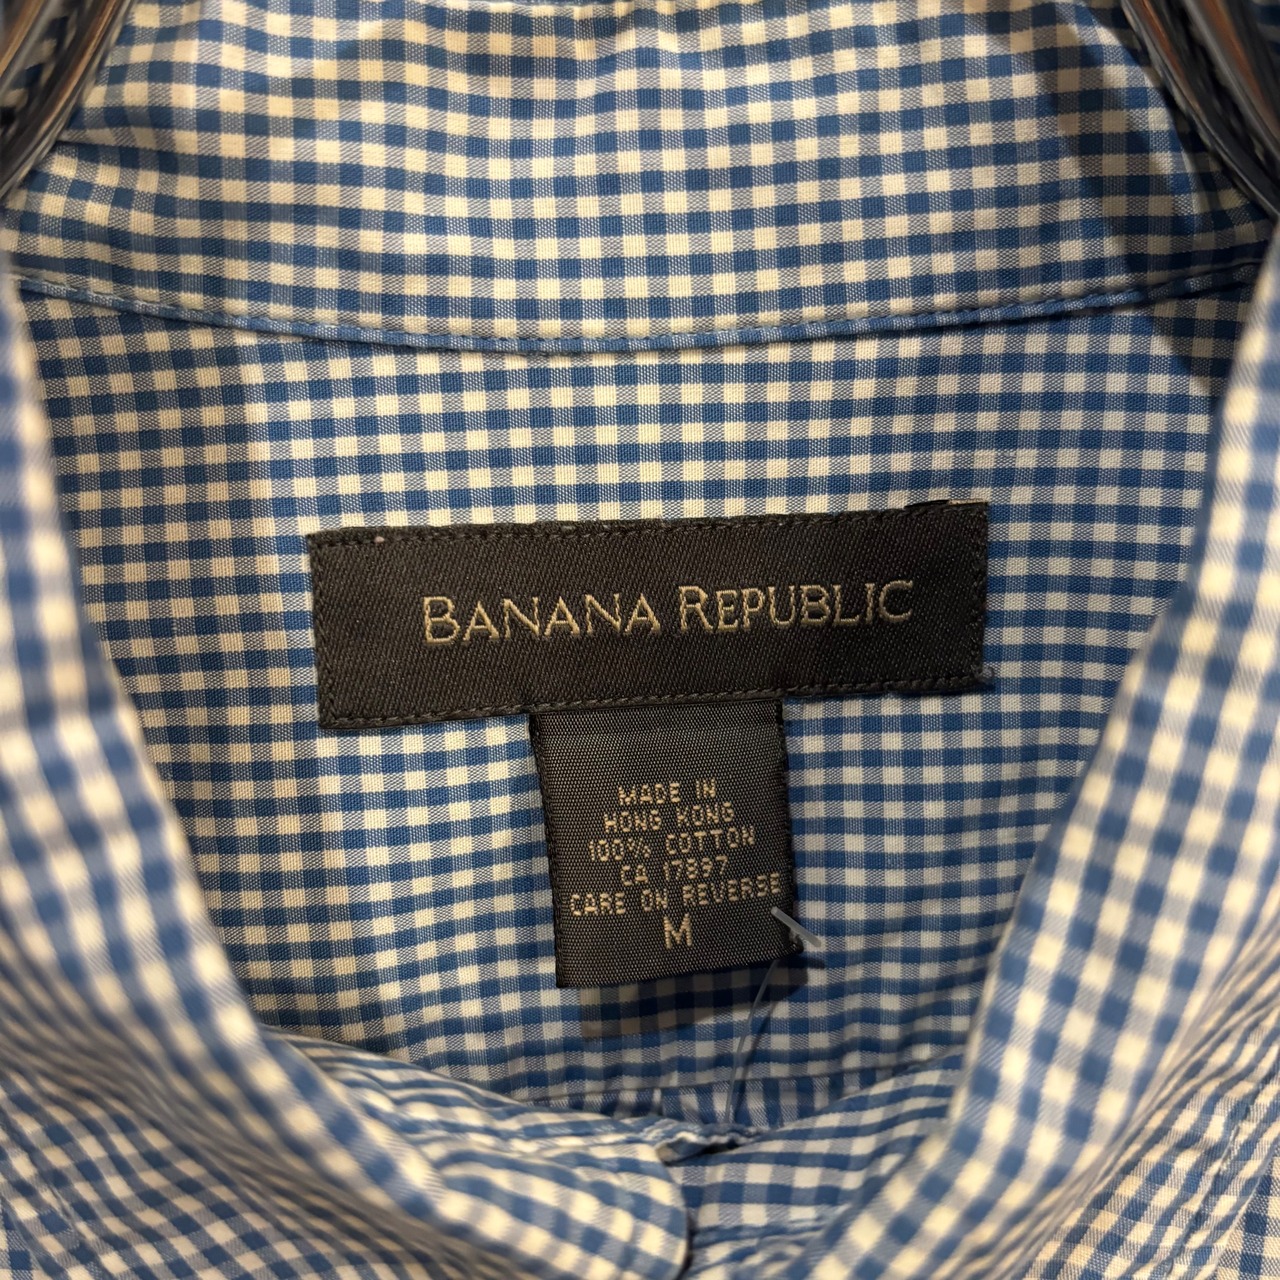 BANANA REPUBLIC
MADE IN
HONG KONG
100% COTTON
CA 17897
CARE ON REVERSE
M